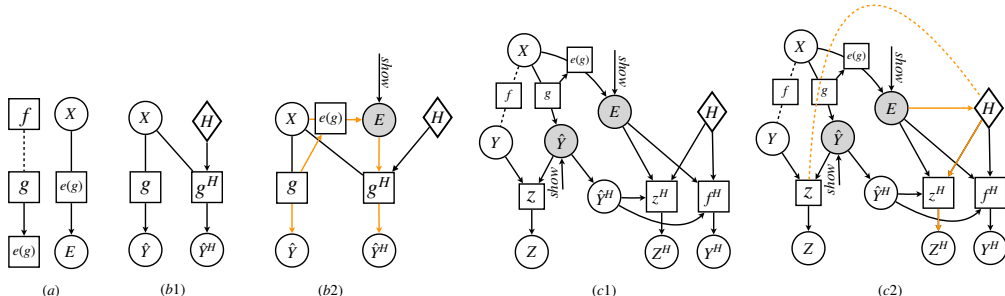 f
X
g
e(g)
e(g)
E
(a)
X
H
g
g^H
Ŷ
Ŷ^H
(b1)
show
X
e(g)
E
H
g
g^H
Ŷ
Ŷ^H
(b2)
X
show
e(g)
f
g
E
H
Y
Ŷ
show
z
Ŷ^H
z^H
f^H
Z
Z^H
Y^H
(c1)
X
show
e(g)
f
g
E
H
Y
Ŷ
show
z
Ŷ^H
z^H
f^H
Z
Z^H
Y^H
(c2)